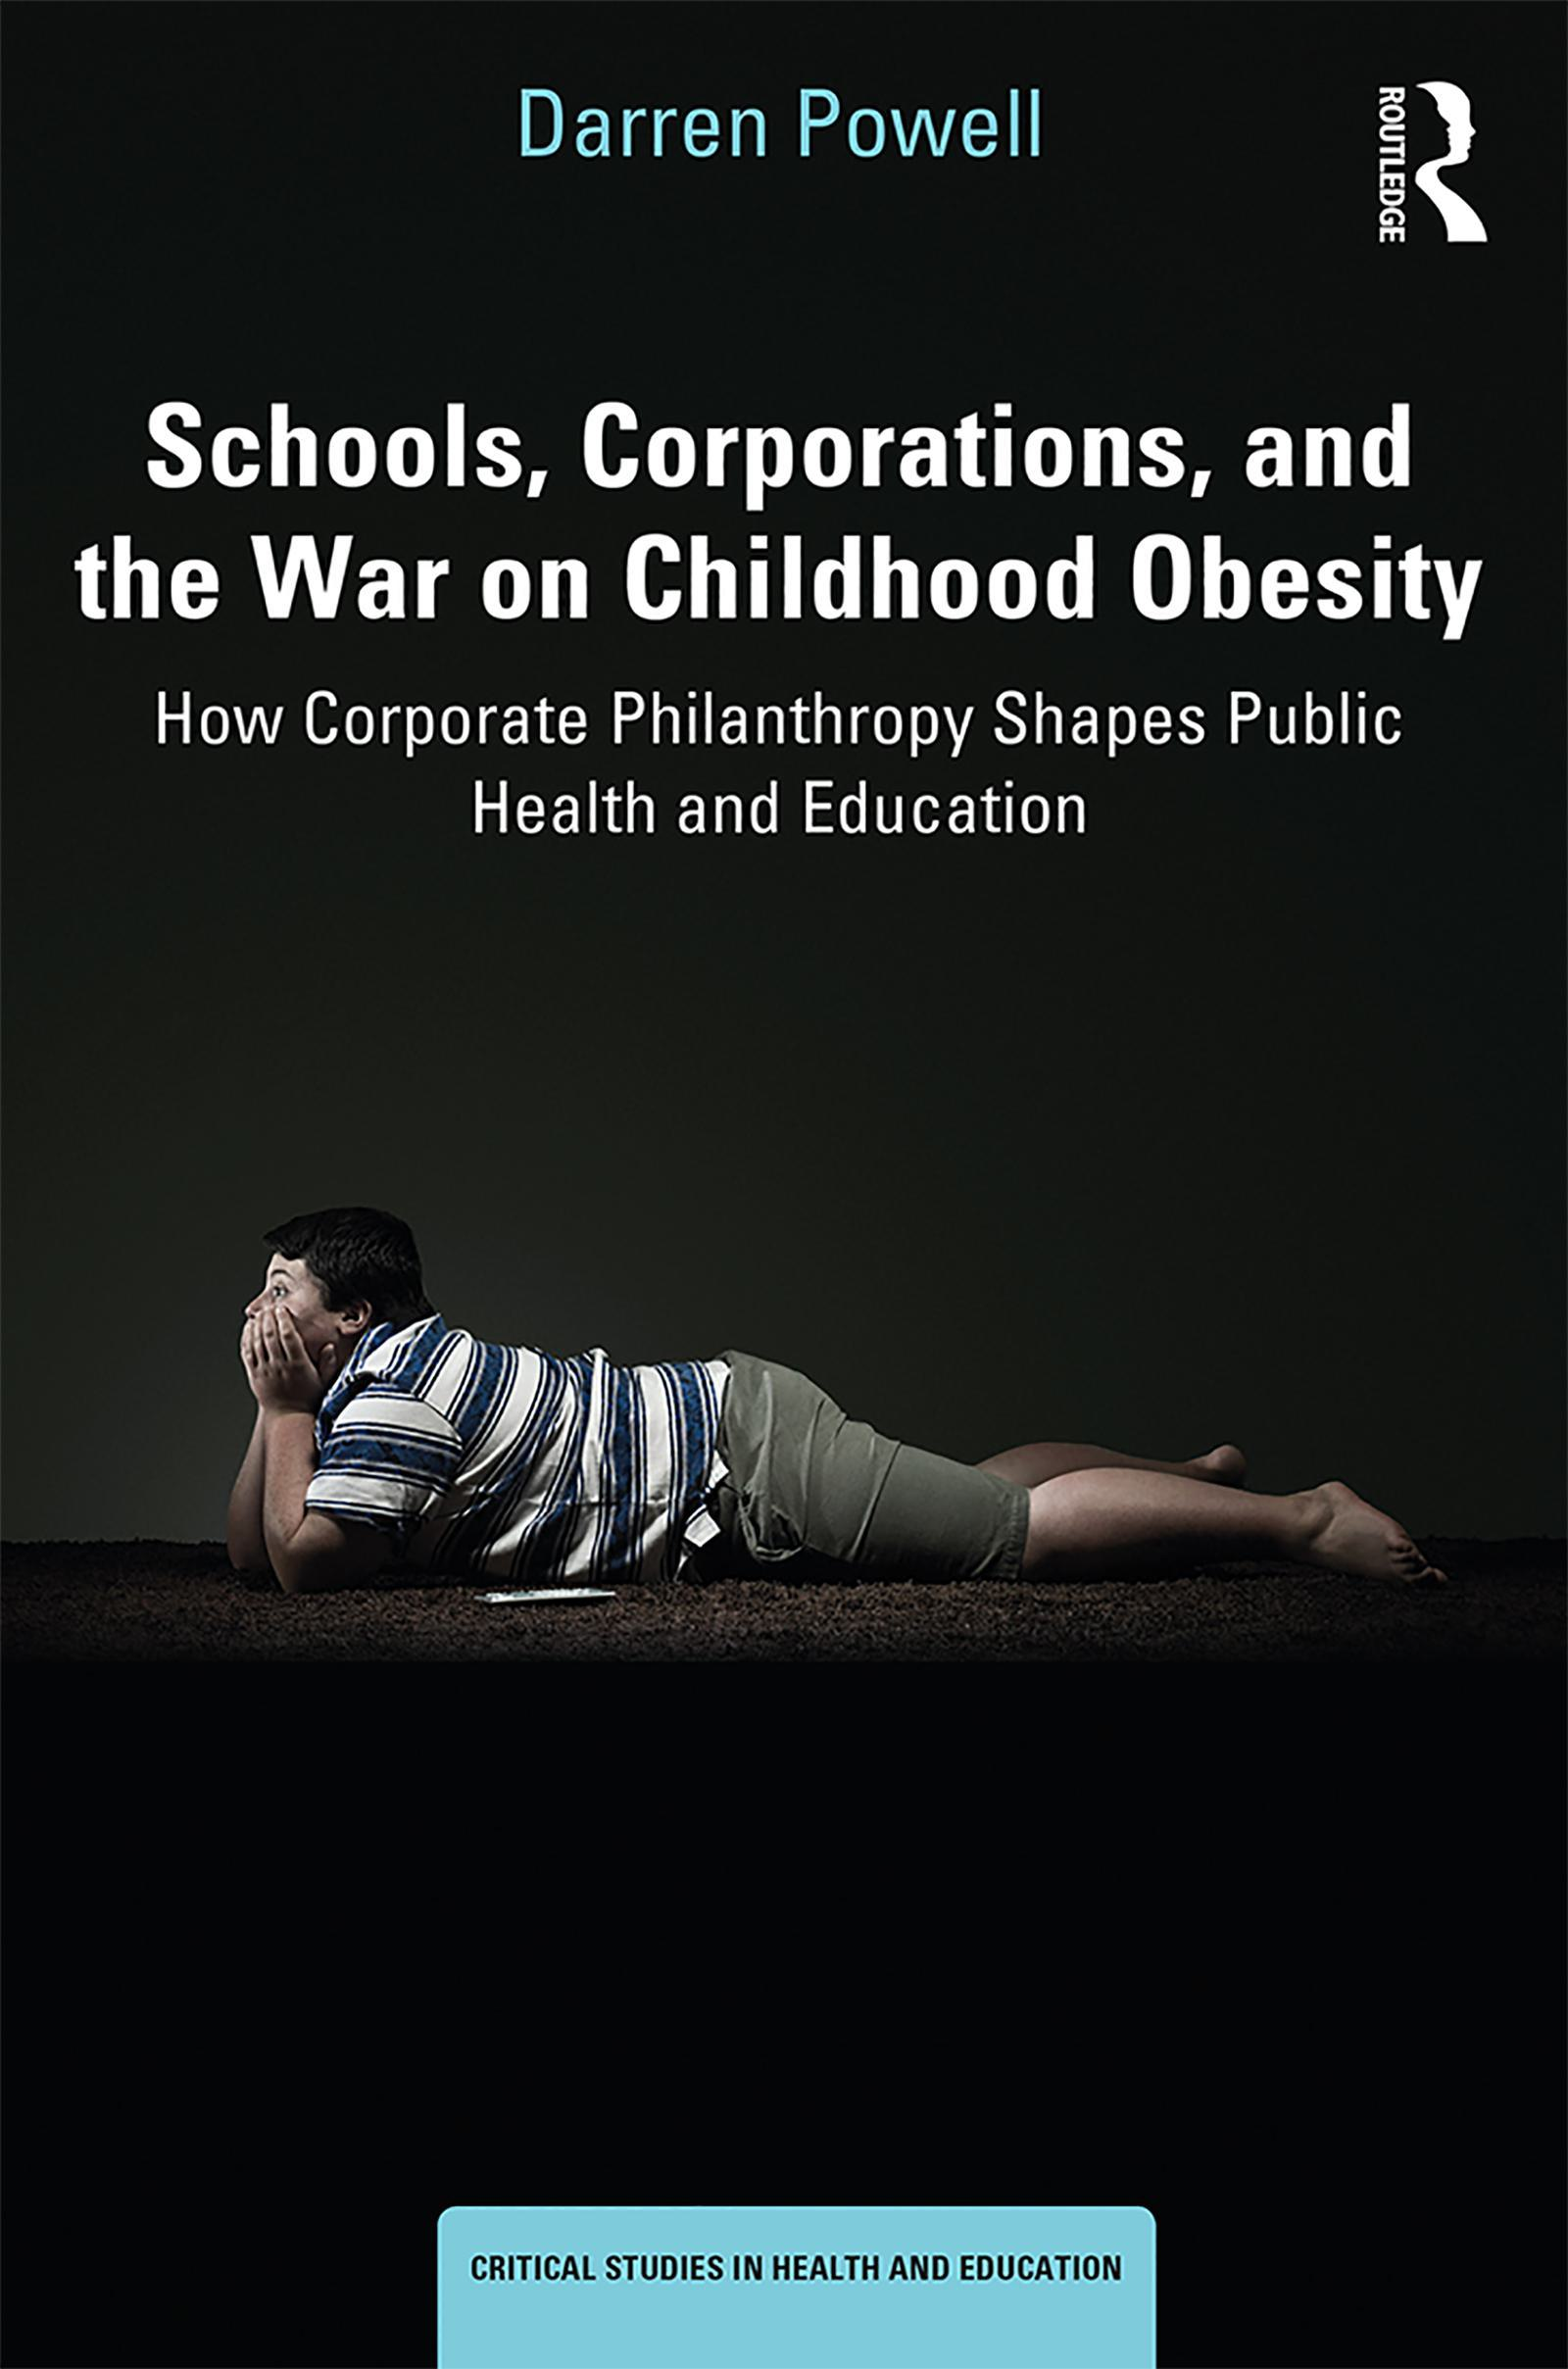 Darren Powell
ROUTLEDGE
Schools, Corporations, and
the War on Childhood Obesity
How Corporate Philanthropy Shapes Public
Health and Education
CRITICAL STUDIES IN HEALTH AND EDUCATION